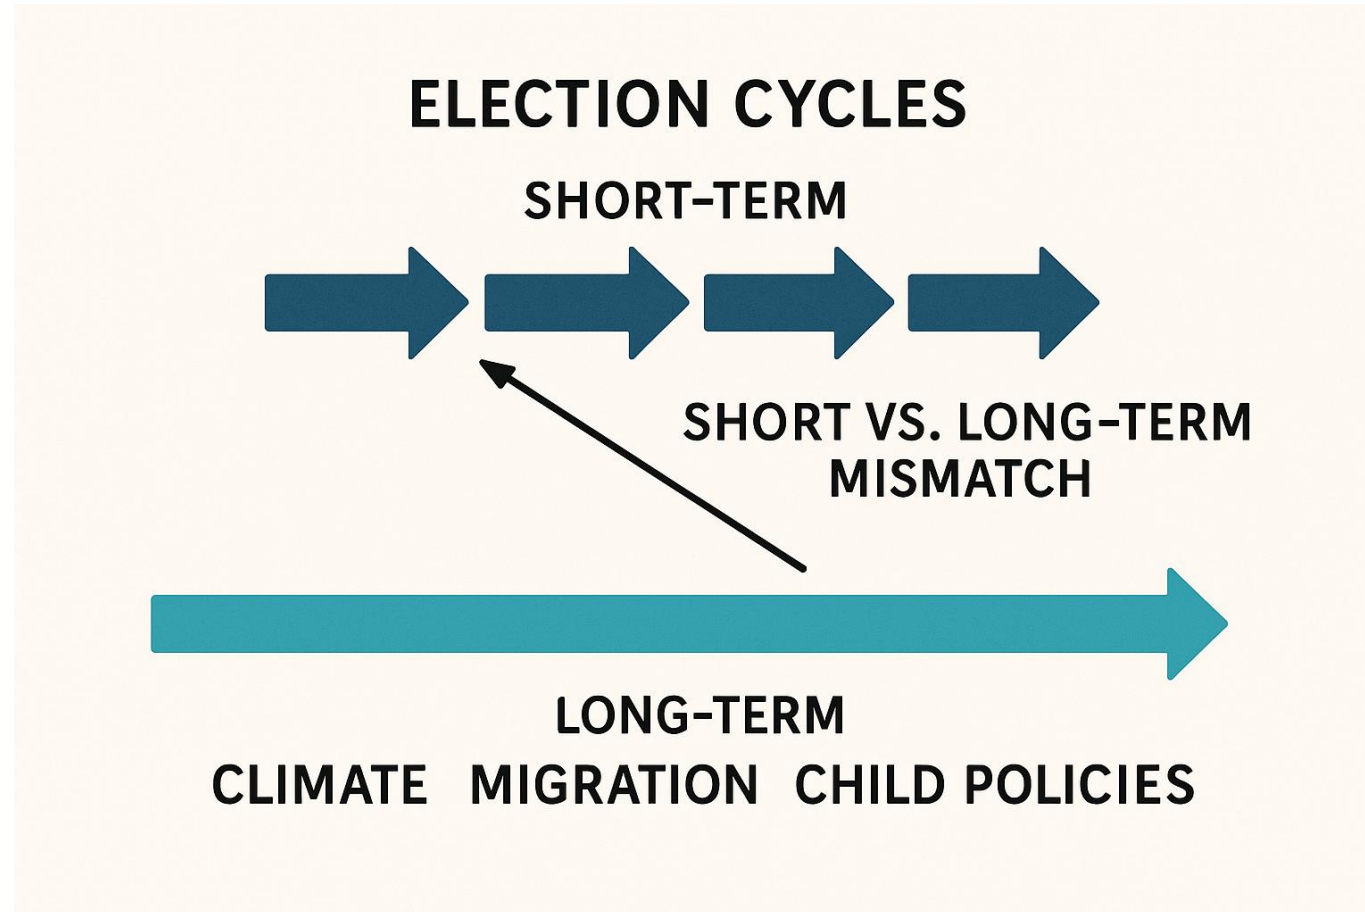 ELECTION CYCLES
SHORT-TERM
SHORT VS. LONG-TERM
MISMATCH
LONG-TERM
CLIMATE MIGRATION CHILD POLICIES